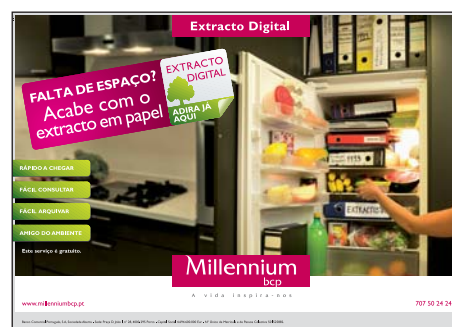 Extracto Digital
FALTA DE ESPAÇO?
Acabe com o
extracto em papel
EXTRACTO
DIGITAL
ADIRA JÁ
AQUI
RÁPIDO A CHEGAR
FÁCIL CONSULTAR
FÁCIL ARQUIVAR
AMIGO DO AMBIENTE
Este serviço é gratuito.
1993
EXTRACTOS
Millennium
bcp
A vida inspira-nos
www.millenniumbcp.pt
707 50 24 24